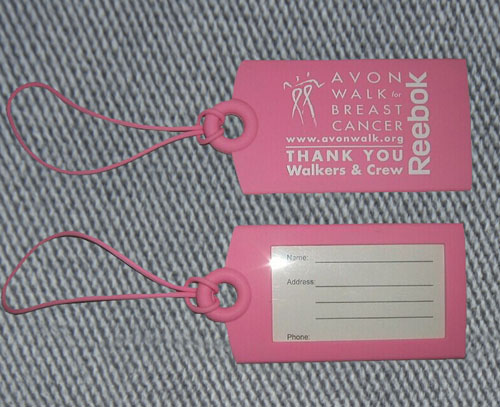 AVON
WALK for
BREAST
CANCER
www.avonwalk.org
THANK YOU
Walkers & Crew
Reebok
Name:
Address:
Phone: